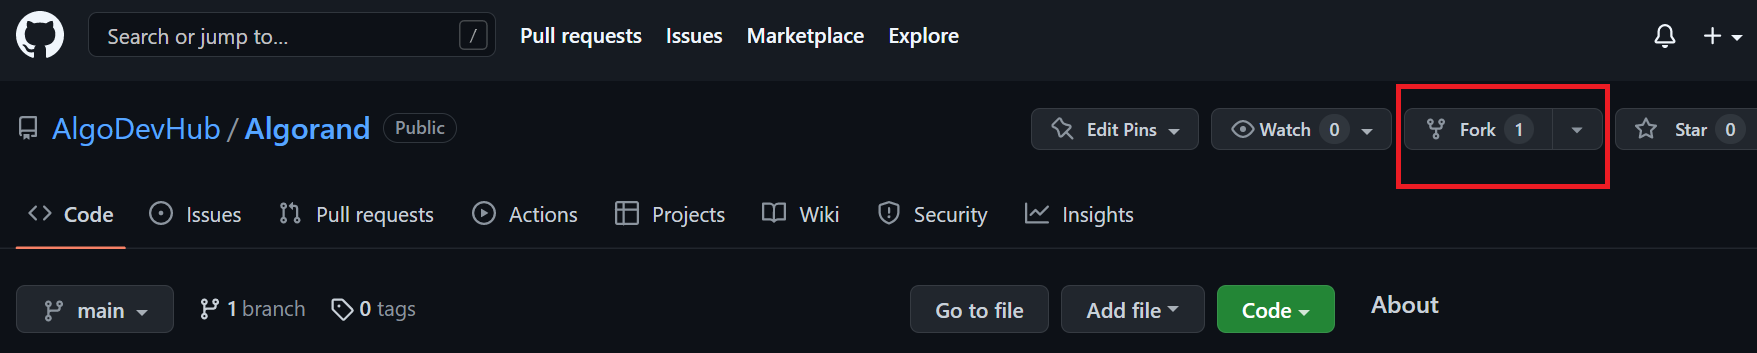 Search or jump to... / Pull requests Issues Marketplace Explore
AlgoDevHub / Algorand Public Edit Pins Watch 0 Fork 1 Star 0
Code Issues Pull requests Actions Projects Wiki Security Insights
main 1 branch 0 tags Go to file Add file Code About